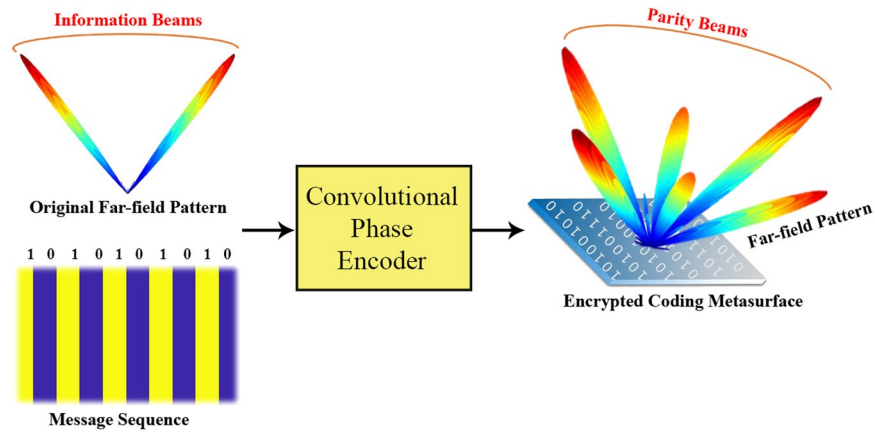 Information Beams
Original Far-field Pattern
1 0 1 0 1 0 1 0 1 0
Message Sequence
Convolutional
Phase
Encoder
Parity Beams
Far-field Pattern
Encrypted Coding Metasurface